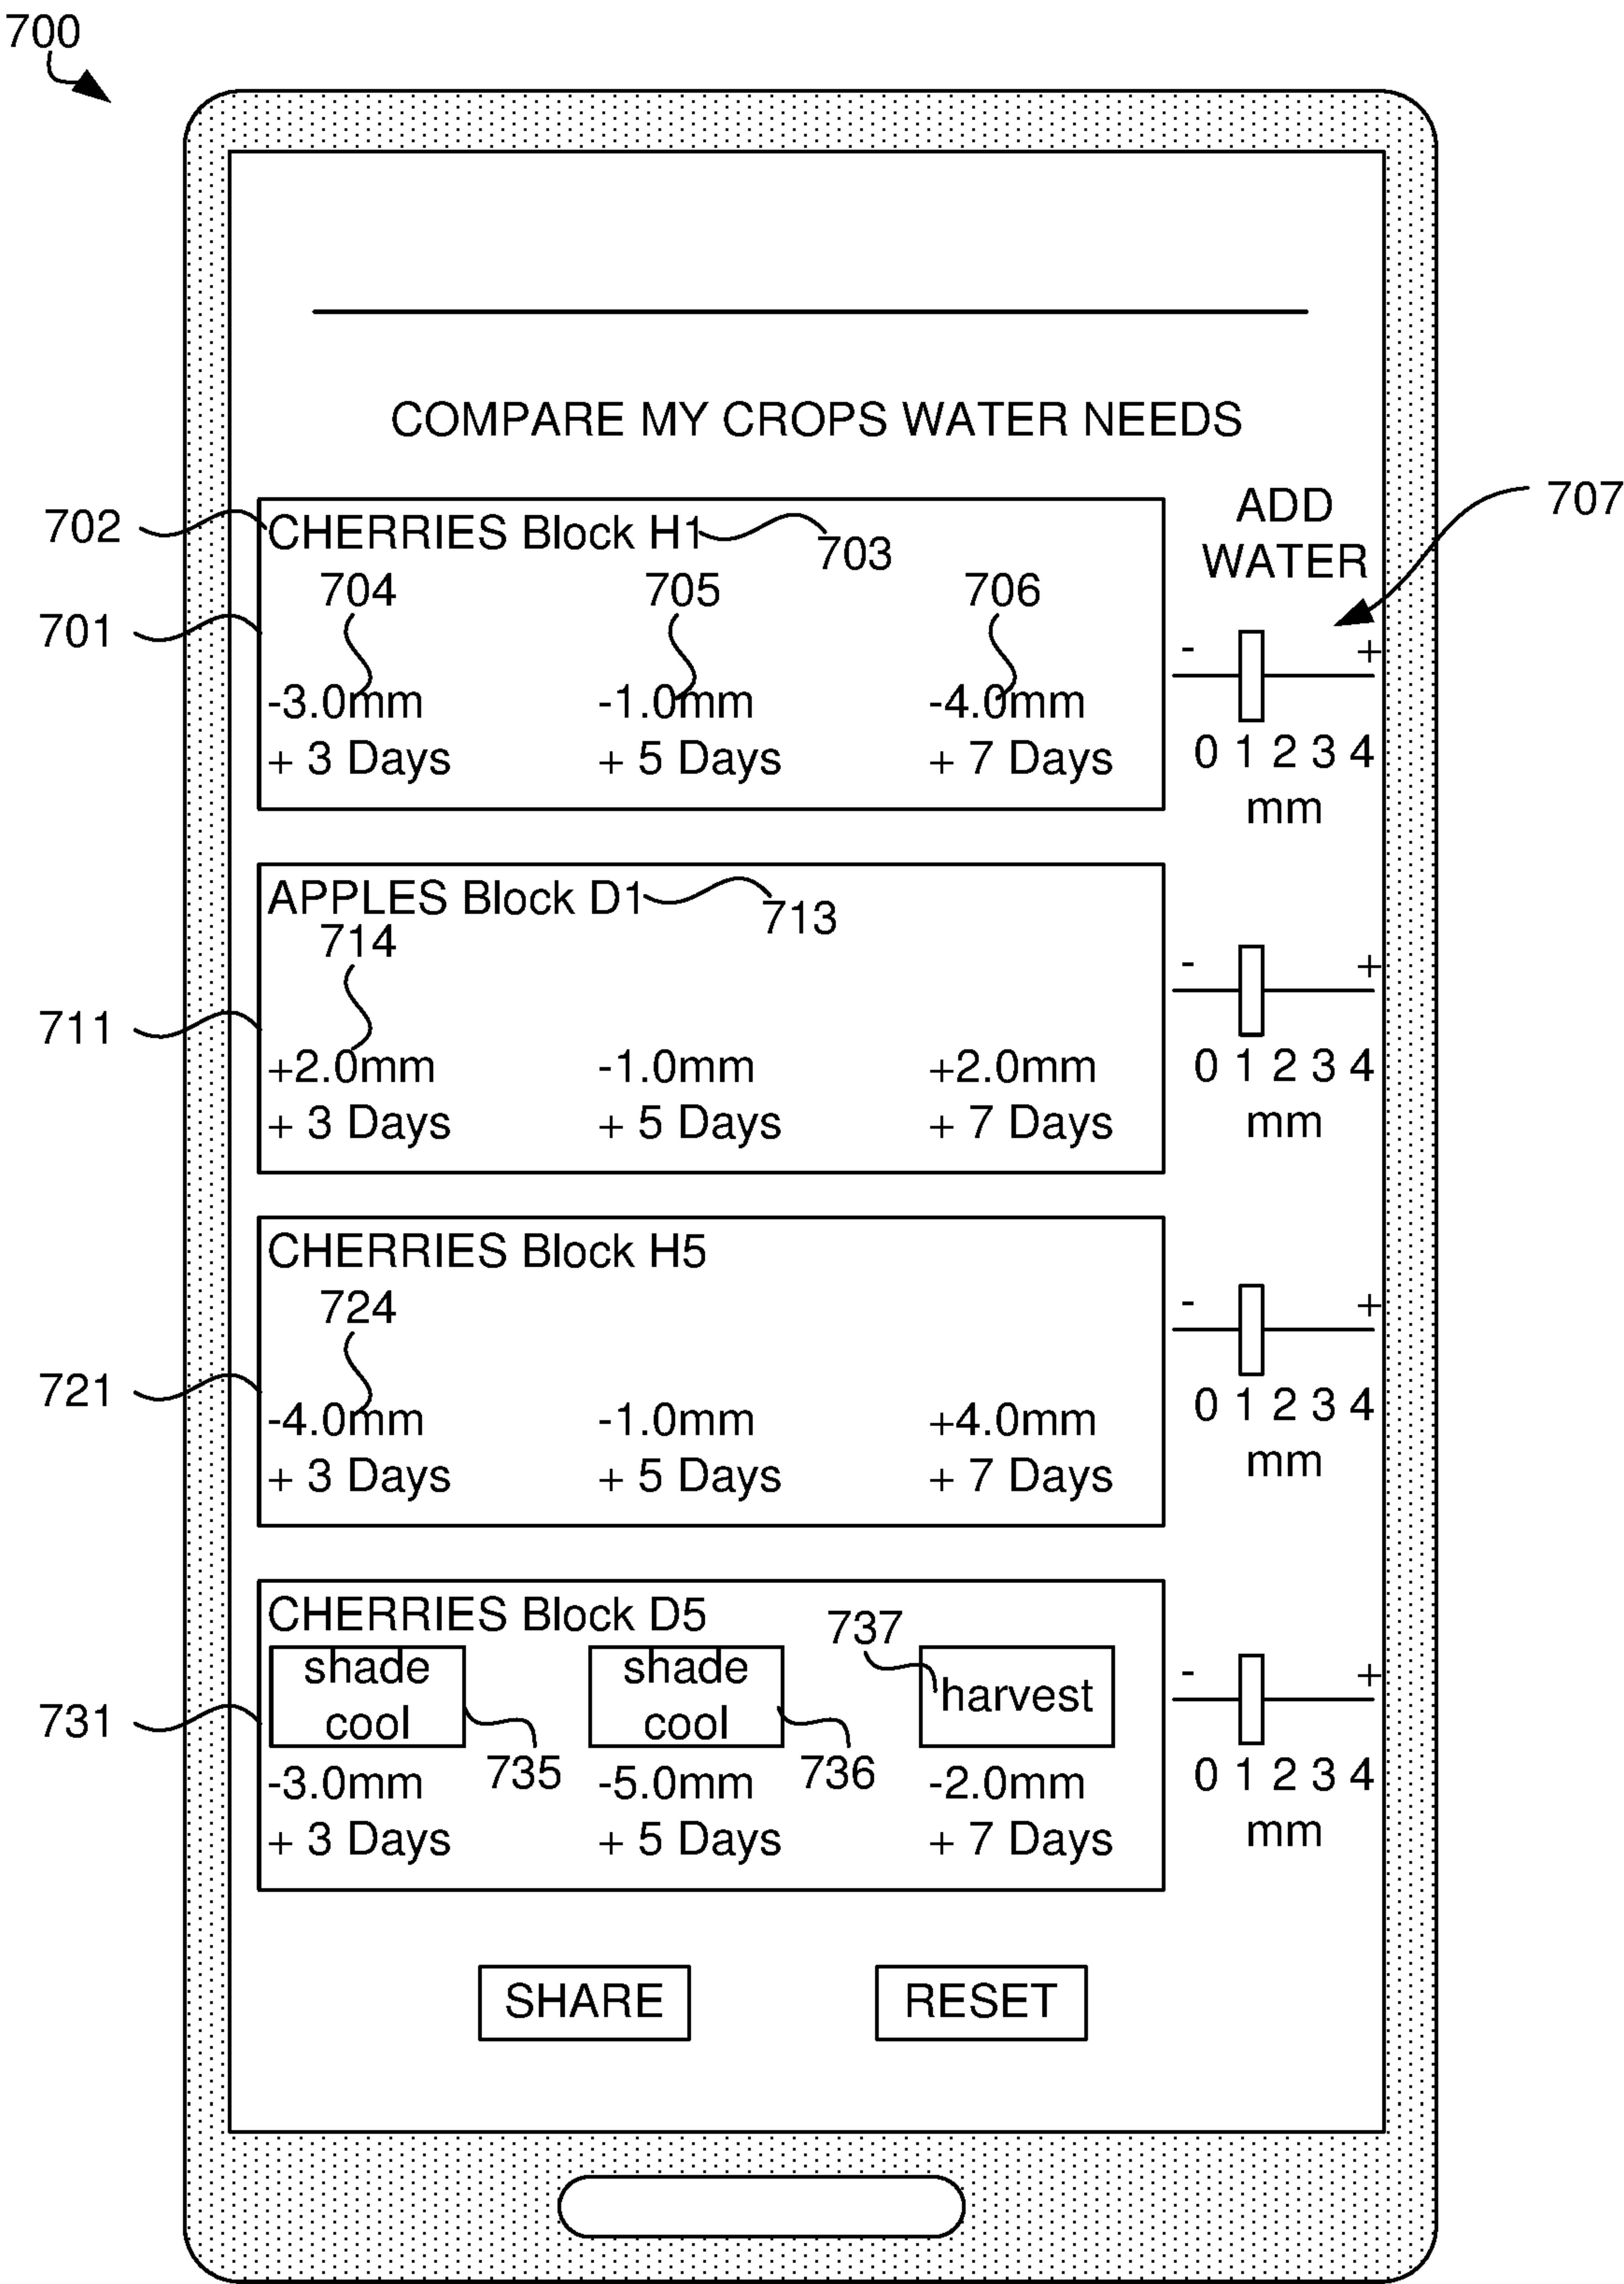 700
COMPARE MY CROPS WATER NEEDS
ADD
WATER
707
702
CHERRIES Block H1
703
704 705 706
701
-3.0mm -1.0mm -4.0mm
+ 3 Days + 5 Days + 7 Days
- +
0 1 2 3 4
mm
APPLES Block D1
713
714
711
+2.0mm -1.0mm +2.0mm
+ 3 Days + 5 Days + 7 Days
- +
0 1 2 3 4
mm
CHERRIES Block H5
724
721
-4.0mm -1.0mm +4.0mm
+ 3 Days + 5 Days + 7 Days
- +
0 1 2 3 4
mm
CHERRIES Block D5
737
shade
cool
shade
cool
harvest
731
735 736
-3.0mm -5.0mm -2.0mm
+ 3 Days + 5 Days + 7 Days
- +
0 1 2 3 4
mm
SHARE RESET